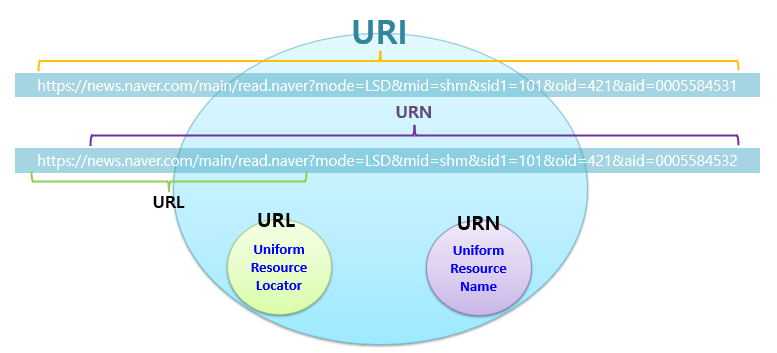 URI
https://news.naver.com/main/read.naver?mode=LSD&mid=shm&sid1=101&oid=421&aid=0005584531
URN
https://news.naver.com/main/read.naver?mode=LSD&mid=shm&sid1=101&oid=421&aid=0005584532
URL
URL
Uniform
Resource
Locator
URN
Uniform
Resource
Name